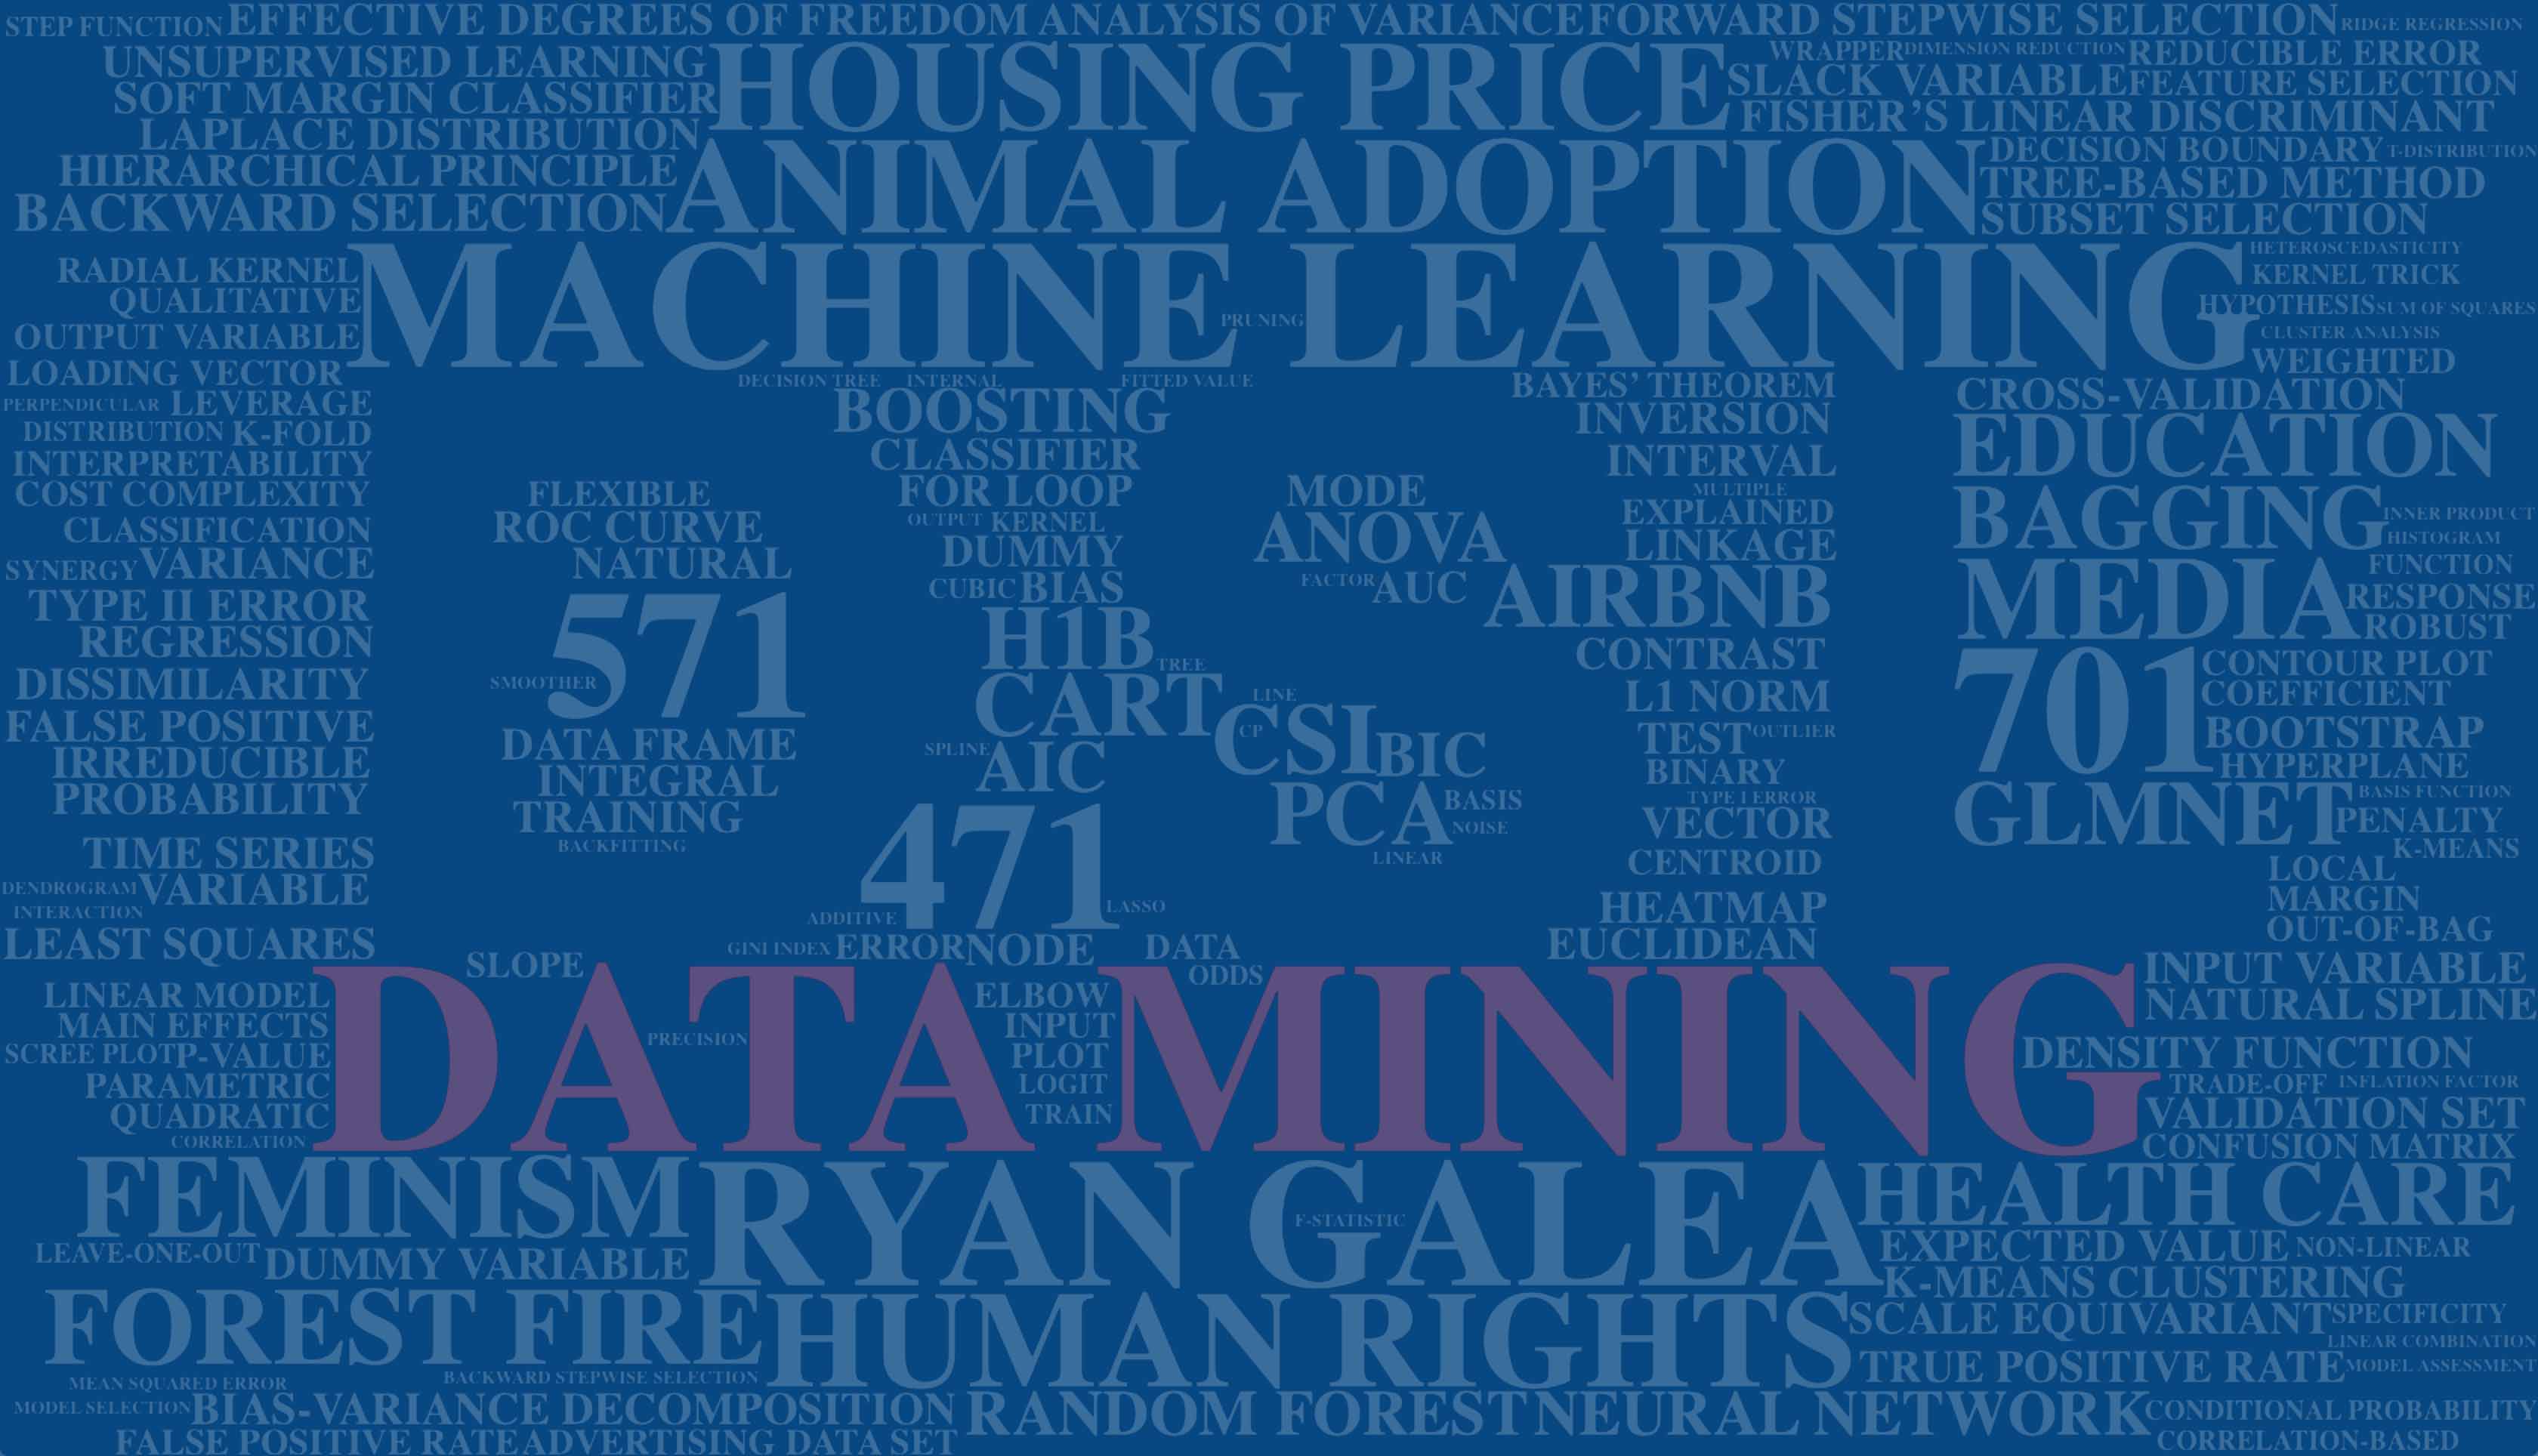 STEP FUNCTION EFFECTIVE DEGREES OF FREEDOM ANALYSIS OF VARIANCE FORWARD STEPWISE SELECTION RIDGE REGRESSION
UNSUPERVISED LEARNING HOUSING PRICE WRAPPER DIMENSION REDUCTION REDUCIBLE ERROR
SOFT MARGIN CLASSIFIER SLACK VARIABLE FEATURE SELECTION
LAPLACE DISTRIBUTION FISHER'S LINEAR DISCRIMINANT
HIERARCHICAL PRINCIPLE ANIMAL ADOPTION DECISION BOUNDARY T-DISTRIBUTION
TREE-BASED METHOD
BACKWARD SELECTION SUBSET SELECTION
HETEROSCEDASTICITY
RADIAL KERNEL MACHINE LEARNING KERNEL TRICK
QUALITATIVE HYPOTHESIS SUM OF SQUARES
OUTPUT VARIABLE PRUNING CLUSTER ANALYSIS
WEIGHTED
LOADING VECTOR DECISION TREE INTERNAL FITTED VALUE BAYES' THEOREM CROSS-VALIDATION
PERPENDICULAR LEVERAGE BOOSTING INVERSION
DISTRIBUTION K-FOLD EDUCATION
INTERPRETABILITY CLASSIFIER INTERVAL
COST COMPLEXITY FLEXIBLE FOR LOOP MODE MULTIPLE
CLASSIFICATION ROC CURVE OUTPUT KERNEL ANOVA EXPLAINED BAGGING INNER PRODUCT
HISTOGRAM
SYNERGY VARIANCE NATURAL DUMMY LINKAGE FUNCTION
CUBIC BIAS FACTOR AUC AIRBNB MEDIA RESPONSE
TYPE II ERROR 571 H1B ROBUST
REGRESSION TREE CONTRAST
DISSIMILARITY SMOOTHER CART LINE L1 NORM 701 CONTOUR PLOT
COEFFICIENT
FALSE POSITIVE DATA FRAME CP CSI BIC TEST OUTLIER BOOTSTRAP
IRREDUCIBLE INTEGRAL SPLINE AIC BINARY HYPERPLANE
PROBABILITY TRAINING PCA BASIS TYPE I ERROR GLMNET BASIS FUNCTION
471 NOISE VECTOR PENALTY
TIME SERIES BACKFITTING LINEAR CENTROID K-MEANS
LOCAL
DENDROGRAM VARIABLE MARGIN
INTERACTION ADDITIVE LASSO HEATMAP OUT-OF-BAG
LEAST SQUARES SLOPE GINI INDEX ERROR NODE DATA EUCLIDEAN
ODDS INPUT VARIABLE
LINEAR MODEL DATA MINING ELBOW NATURAL SPLINE
MAIN EFFECTS PRECISION INPUT
SCREE PLOT P-VALUE PLOT DENSITY FUNCTION
PARAMETRIC LOGIT TRADE-OFF INFLATION FACTOR
QUADRATIC TRAIN VALIDATION SET
CORRELATION CONFUSION MATRIX
FEMINISM RYAN GALEA HEALTH CARE
F-STATISTIC
LEAVE-ONE-OUT DUMMY VARIABLE EXPECTED VALUE NON-LINEAR
K-MEANS CLUSTERING
FOREST FIRE HUMAN RIGHTS SCALE EQUIVARIANT SPECIFICITY
LINEAR COMBINATION
MEAN SQUARED ERROR BACKWARD STEPWISE SELECTION TRUE POSITIVE RATE MODEL ASSESSMENT
MODEL SELECTION BIAS-VARIANCE DECOMPOSITION RANDOM FOREST NEURAL NETWORK CONDITIONAL PROBABILITY
FALSE POSITIVE RATE ADVERTISING DATA SET CORRELATION-BASED